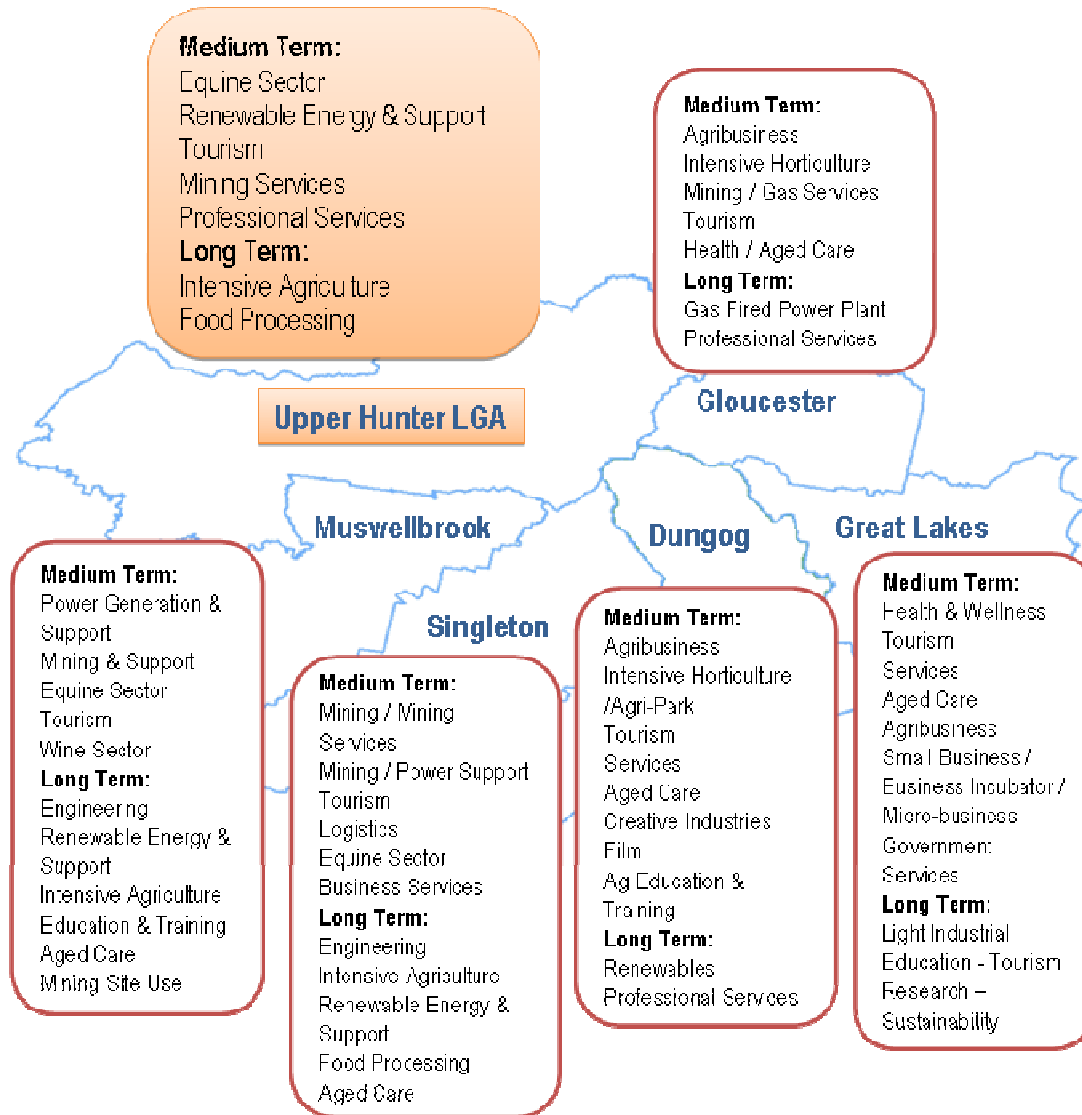 Medium Term:
Equine Sector
Renewable Energy & Support
Tourism
Mining Services
Professional Services
Long Term:
Intensive Agriculture
Food Processing
Medium Term:
Agribusiness
Intensive Horticulture
Mining / Gas Services
Tourism
Health / Aged Care
Long Term:
Gas Fired Power Plant
Professional Services
Upper Hunter LGA
Gloucester
Muswellbrook
Dungog
Great Lakes
Singleton
Medium Term:
Power Generation &
Support
Mining & Support
Equine Sector
Tourism
Wine Sector
Long Term:
Engineering
Renewable Energy &
Support
Intensive Agriculture
Education & Training
Aged Care
Mining Site Use
Medium Term:
Mining / Mining
Services
Mining / Power Support
Tourism
Logistics
Equine Sector
Business Services
Long Term:
Engineering
Intensive Agriculture
Renewable Energy &
Support
Food Processing
Aged Care
Medium Term:
Agribusiness
Intensive Horticulture
/Agri-Park
Tourism
Services
Aged Care
Creative Industries
Film
Ag Education &
Training
Long Term:
Renewables
Professional Services
Medium Term:
Health & Wellness
Tourism
Services
Aged Care
Agribusiness
Small Business /
Business Incubator /
Micro-business
Government
Services
Long Term:
Light Industrial
Education - Tourism
Research –
Sustainability